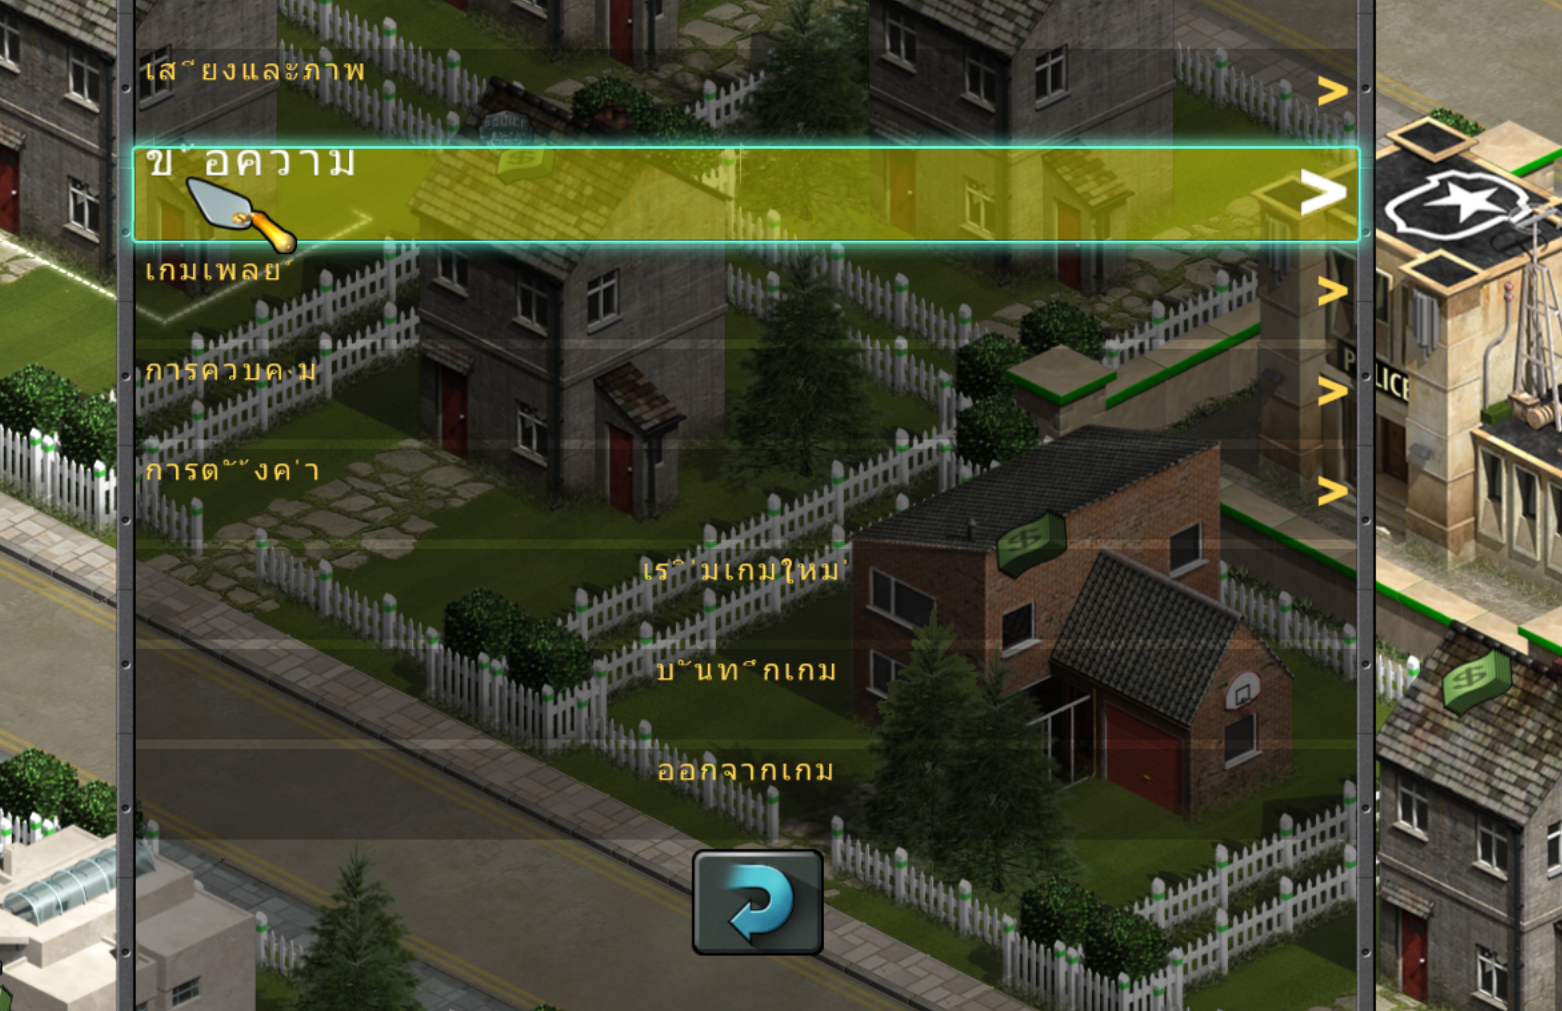 เสียงและภาพ
ข้อความ
เกมเพลย์
การควบคุม
การตั้งค่า
เริ่มเกมใหม่
บันทึกเกม
ออกจากเกม
POLICE